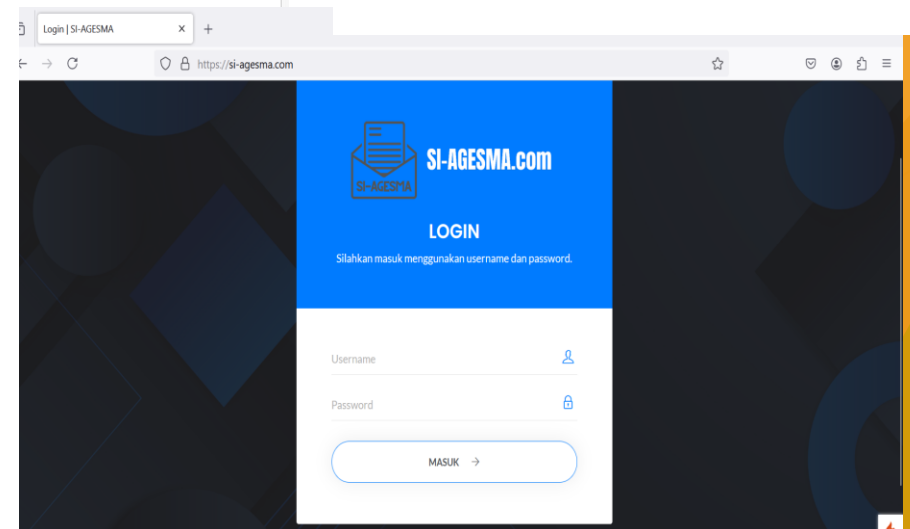 Login | SI-AGESMA
https://si-agesma.com
SI-AGESMA
SI-AGESMA.com
LOGIN
Silahkan masuk menggunakan username dan password.
Username
Password
MASUK